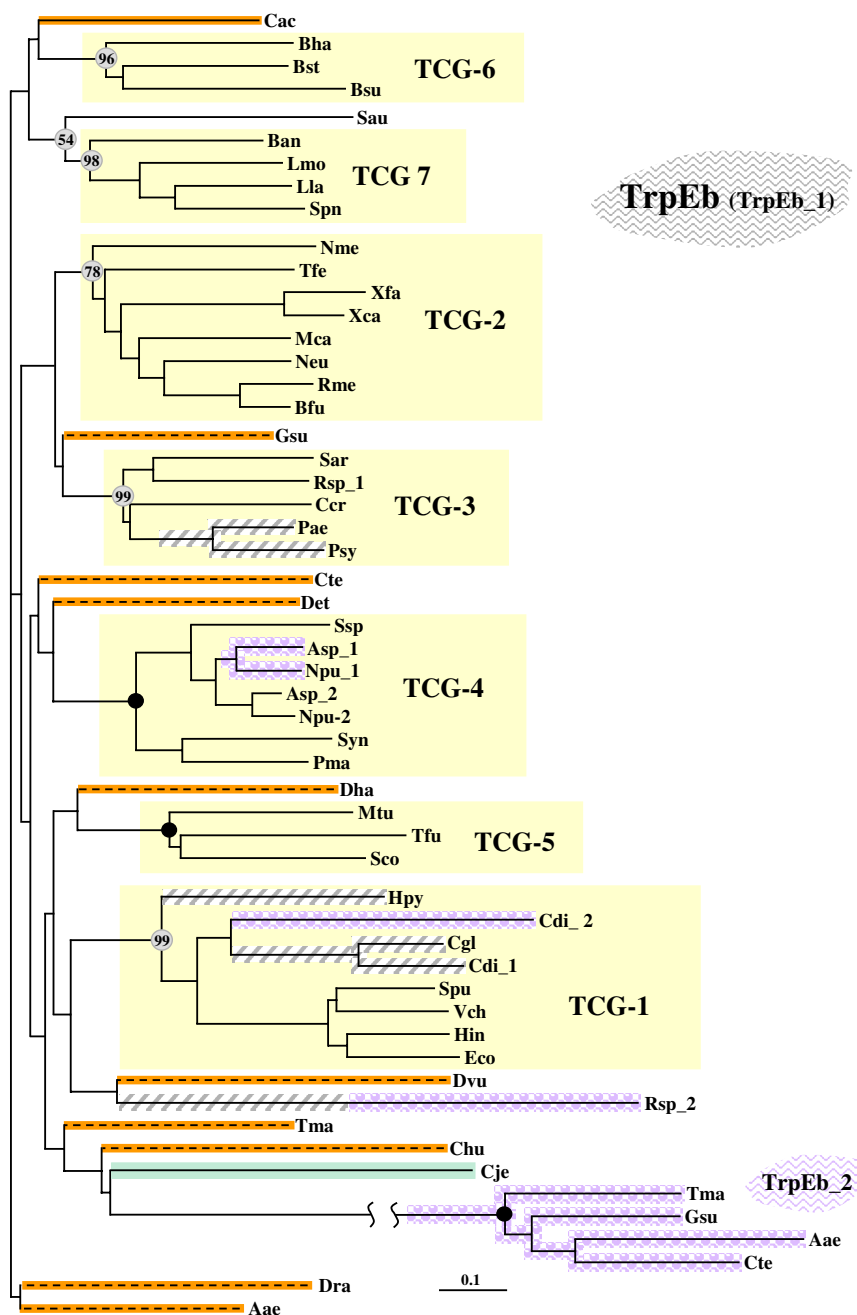 Cac
Bha
96
Bst
TCG-6
Bsu
Sau
54
Ban
98
Lmo
TCG 7
Lla
Spn
TrpEb (TrpEb_1)
Nme
78
Tfe
Xfa
Xca
TCG-2
Mca
Neu
Rme
Bfu
Gsu
Sar
Rsp_1
99
Ccr
TCG-3
Pae
Psy
Cte
Det
Ssp
Asp_1
Npu_1
TCG-4
Asp_2
Npu-2
Syn
Pma
Dha
Mtu
Tfu
TCG-5
Sco
Hpy
Cdi_ 2
99
Cgl
Cdi_1
Spu
TCG-1
Vch
Hin
Eco
Dvu
Rsp_2
Tma
Chu
Cje
TrpEb_2
Tma
Gsu
Aae
Cte
Dra
0.1
Aae